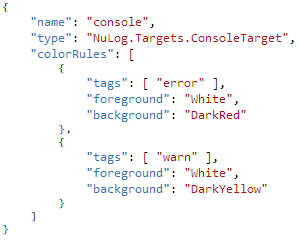 {
    "name": "console",
    "type": "NuLog.Targets.ConsoleTarget",
    "colorRules": [
        {
            "tags": [ "error" ],
            "foreground": "White",
            "background": "DarkRed"
        },
        {
            "tags": [ "warn" ],
            "foreground": "White",
            "background": "DarkYellow"
        }
    ]
}